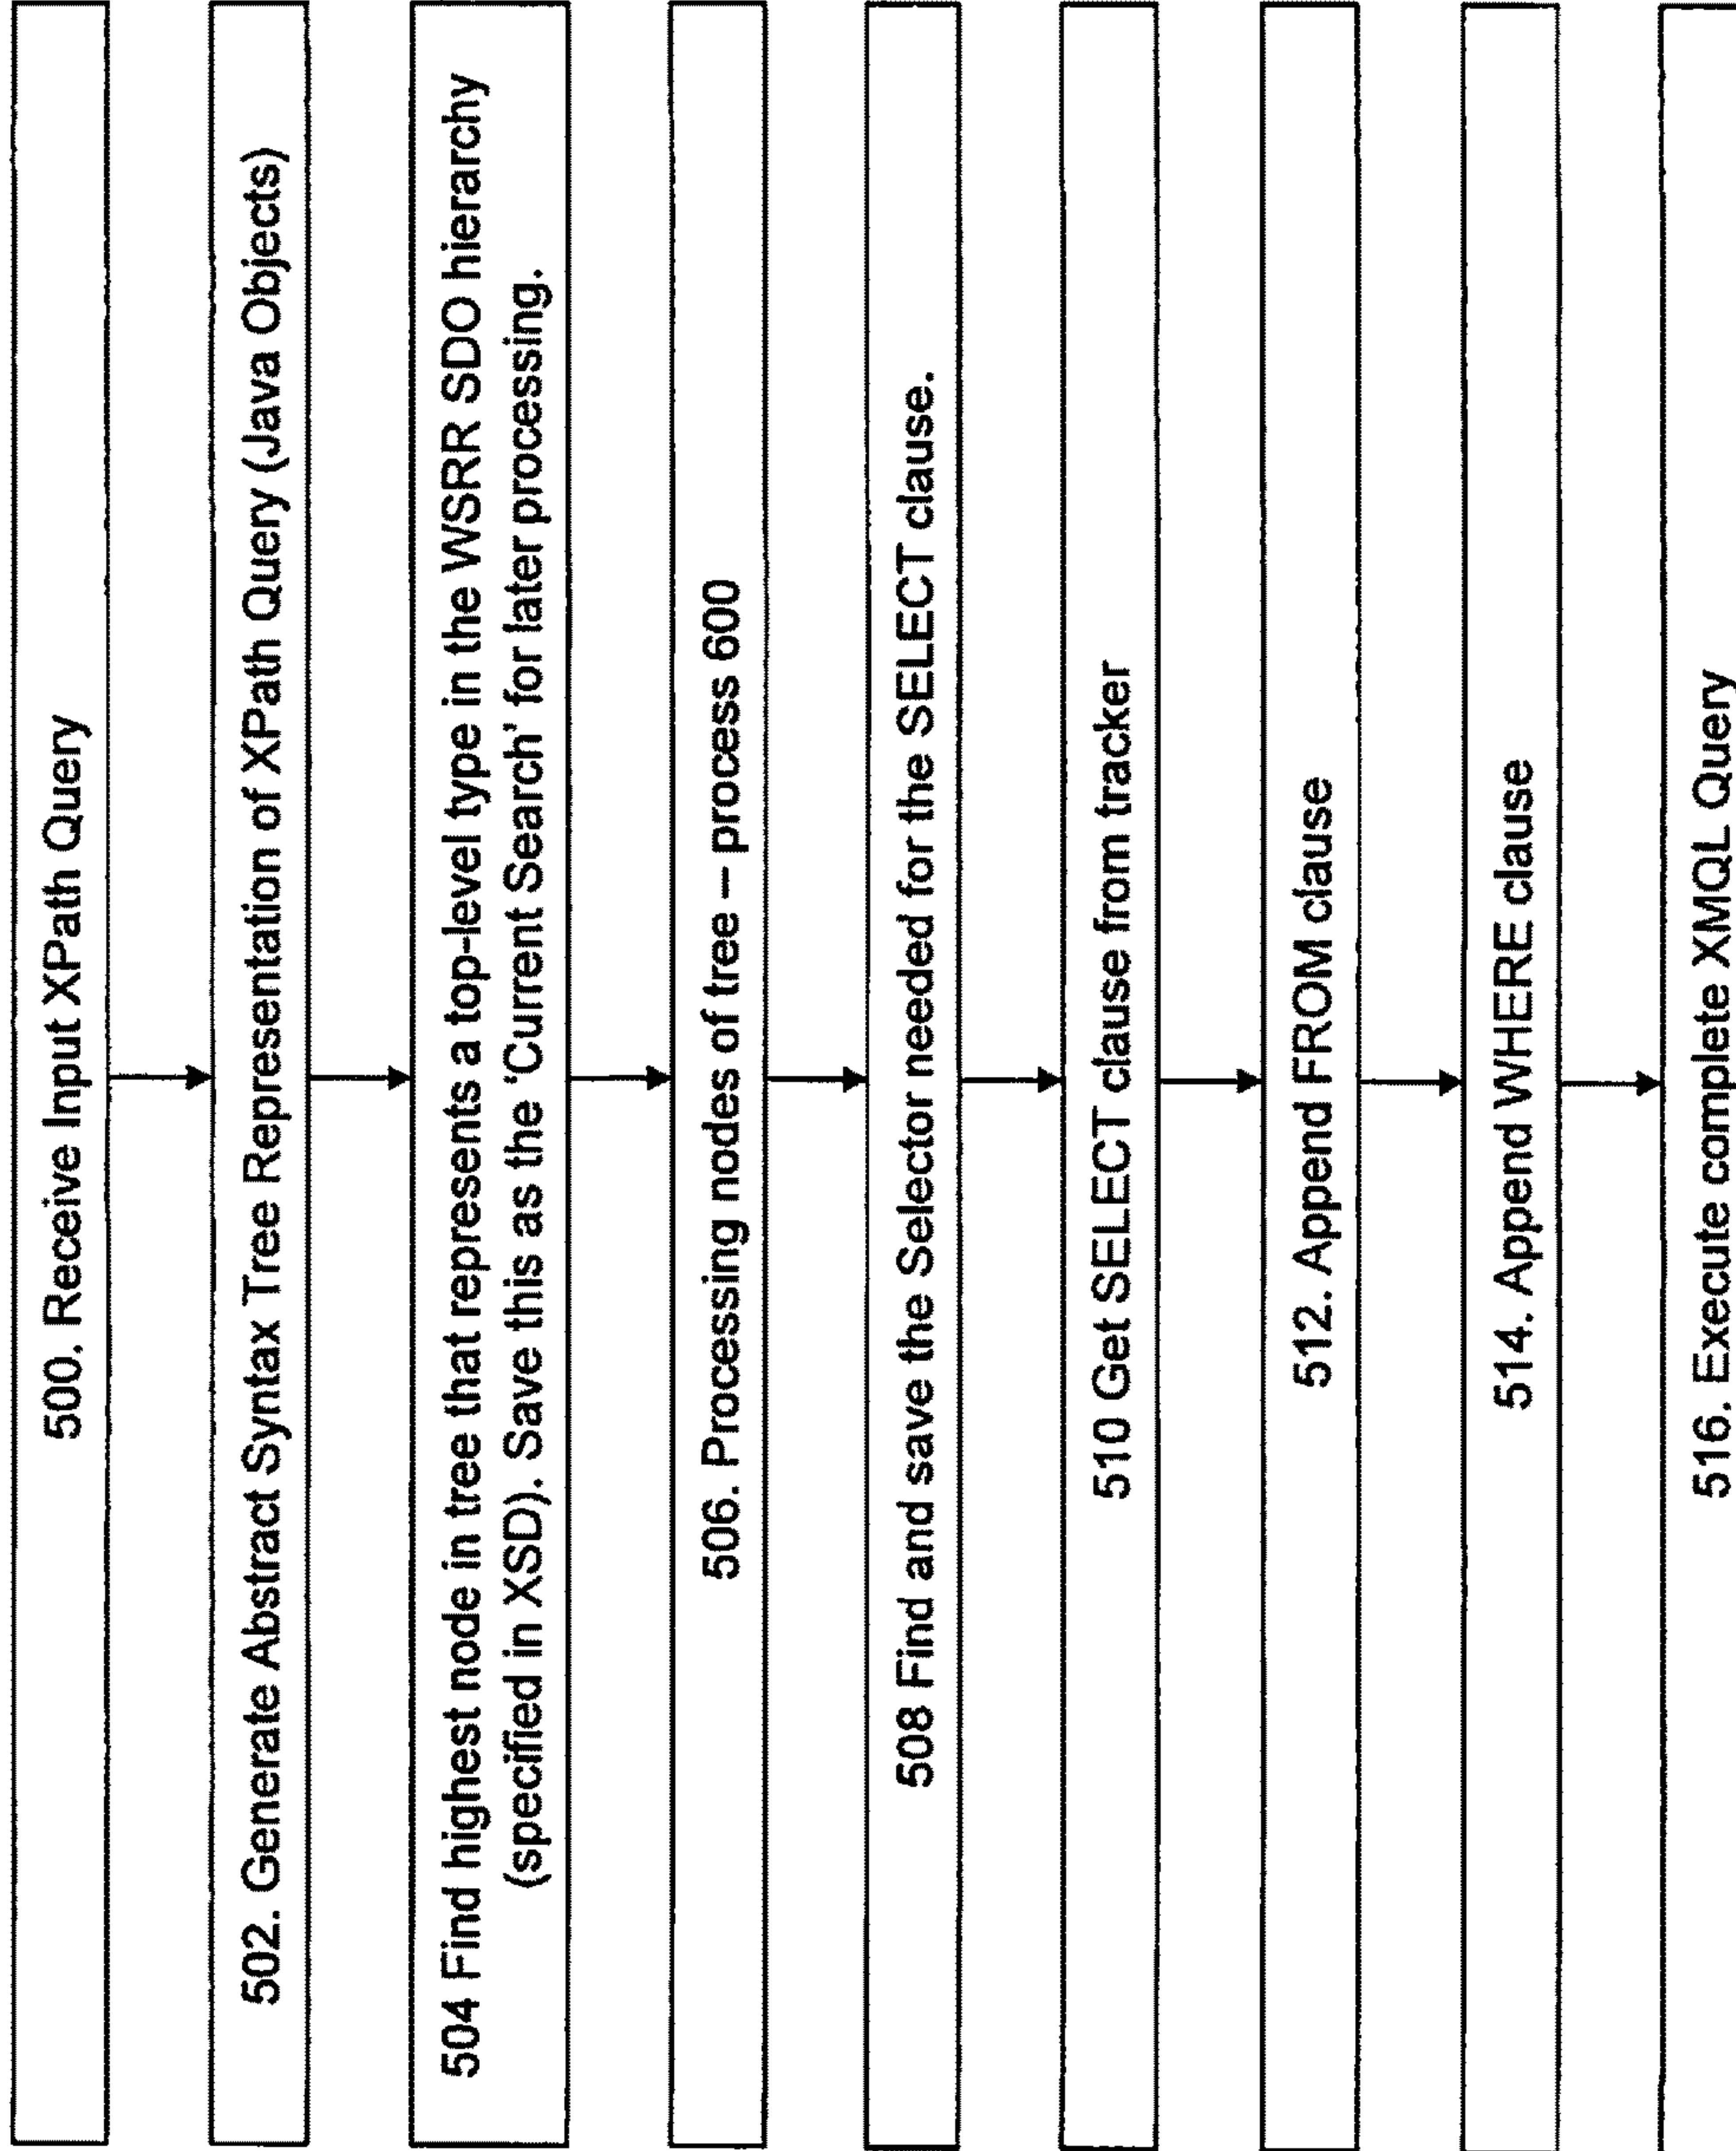 500. Receive Input XPath Query
502. Generate Abstract Syntax Tree Representation of XPath Query (Java Objects)
504 Find highest node in tree that represents a top-level type in the WSRR SDO hierarchy
(specified in XSD). Save this as the 'Current Search' for later processing.
506. Processing nodes of tree – process 600
508 Find and save the Selector needed for the SELECT clause.
510 Get SELECT clause from tracker
512. Append FROM clause
514. Append WHERE clause
516. Execute complete XMQL Query